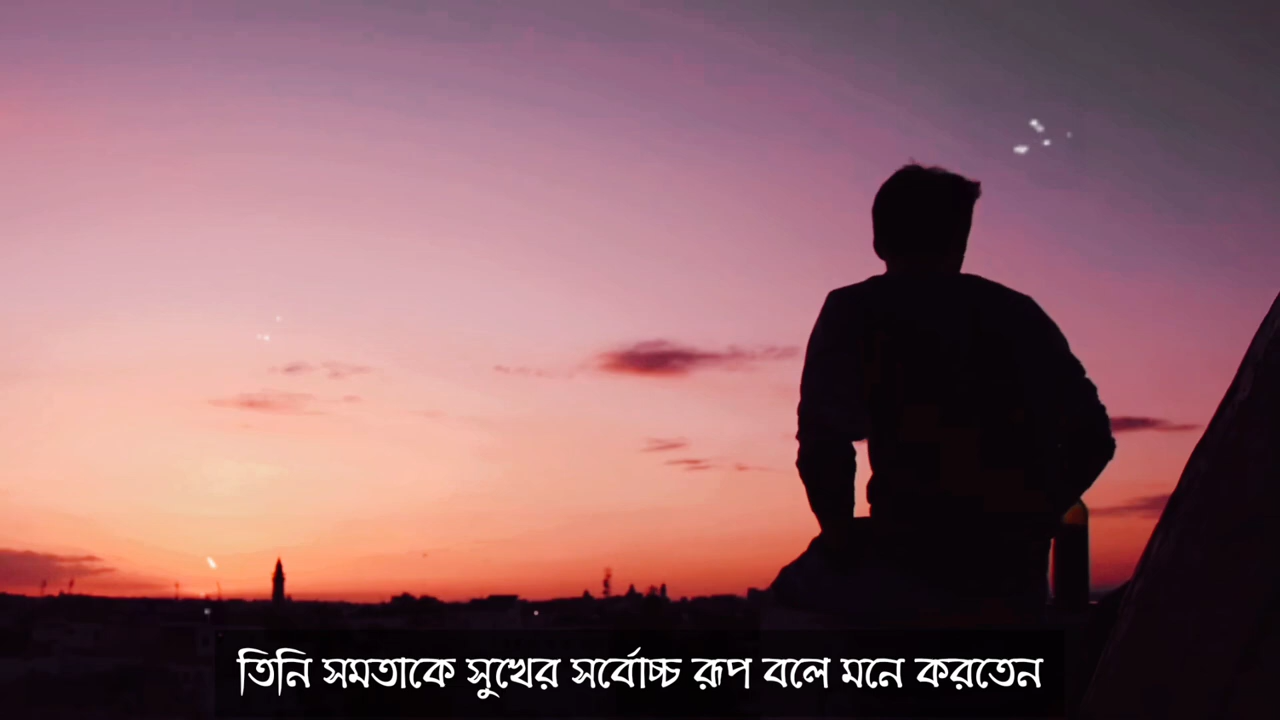 তিনি সমতাকে সুখের সর্বোচ্চ রূপ বলে মনে করতেন